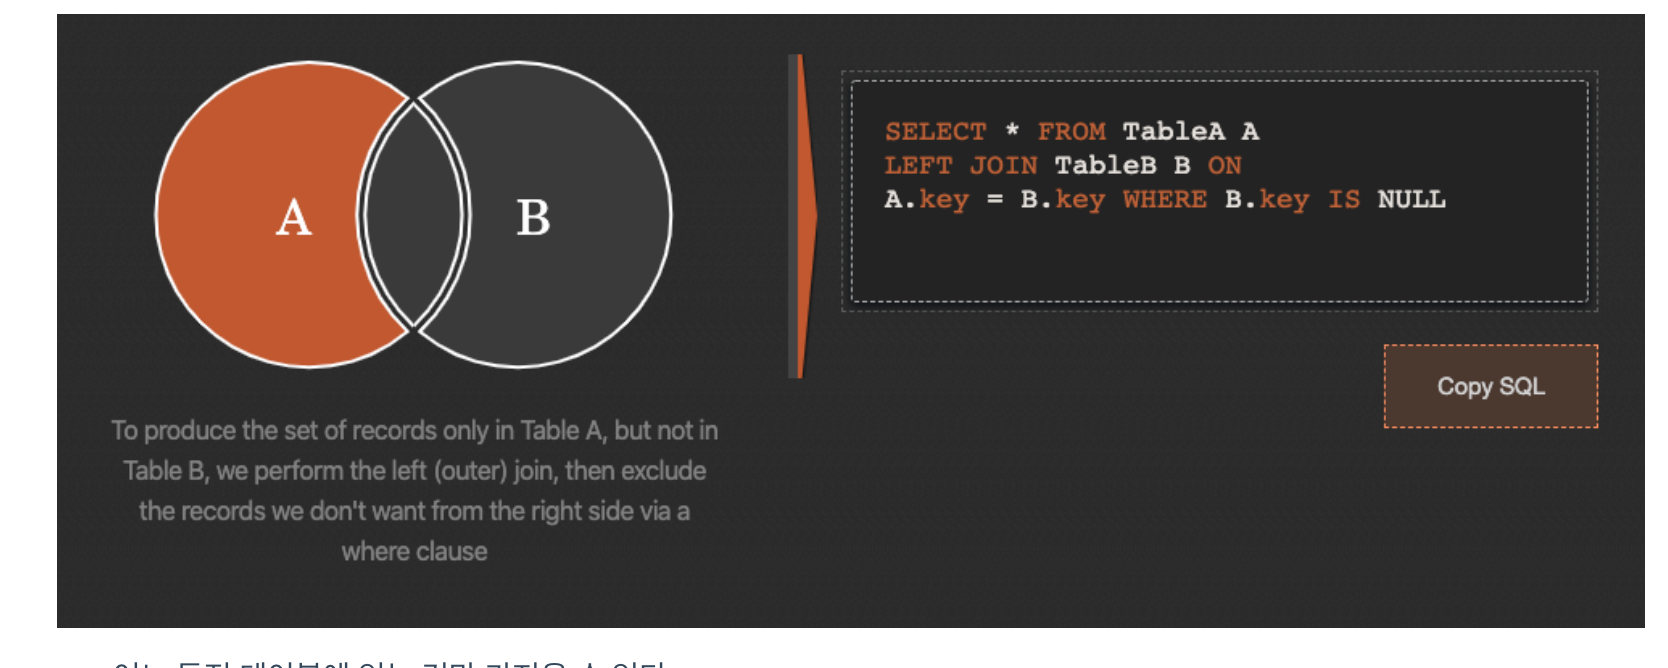 A
B
SELECT * FROM TableA A
LEFT JOIN TableB B ON
A.key = B.key WHERE B.key IS NULL
Copy SQL
To produce the set of records only in Table A, but not in
Table B, we perform the left (outer) join, then exclude
the records we don't want from the right side via a
where clause